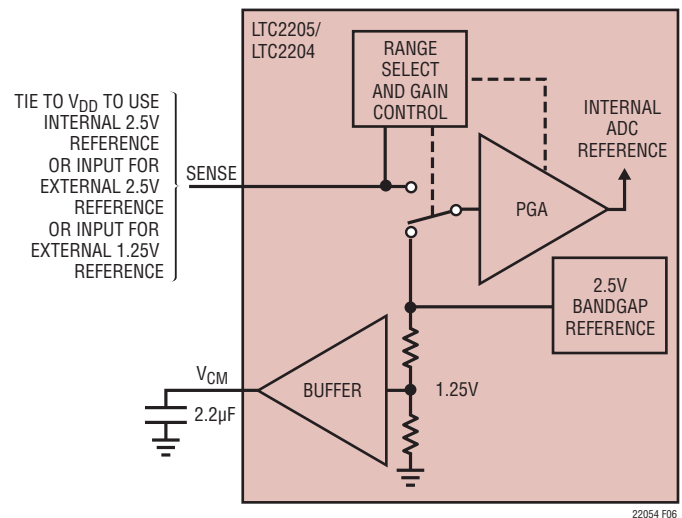 LTC2205/
LTC2204
RANGE
SELECT
AND GAIN
CONTROL
TIE TO VDD TO USE
INTERNAL 2.5V
REFERENCE
OR INPUT FOR
EXTERNAL 2.5V
REFERENCE
OR INPUT FOR
EXTERNAL 1.25V
REFERENCE
SENSE
INTERNAL
ADC
REFERENCE
PGA
2.5V
BANDGAP
REFERENCE
VCM
BUFFER
1.25V
2.2µF
22054 F06